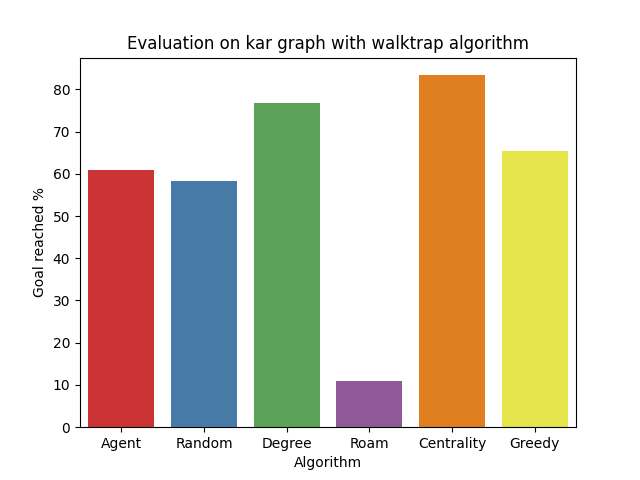 Evaluation on kar graph with walktrap algorithm
Goal reached %
80
70
60
50
40
30
20
10
0
Agent Random Degree Roam Centrality Greedy
Algorithm